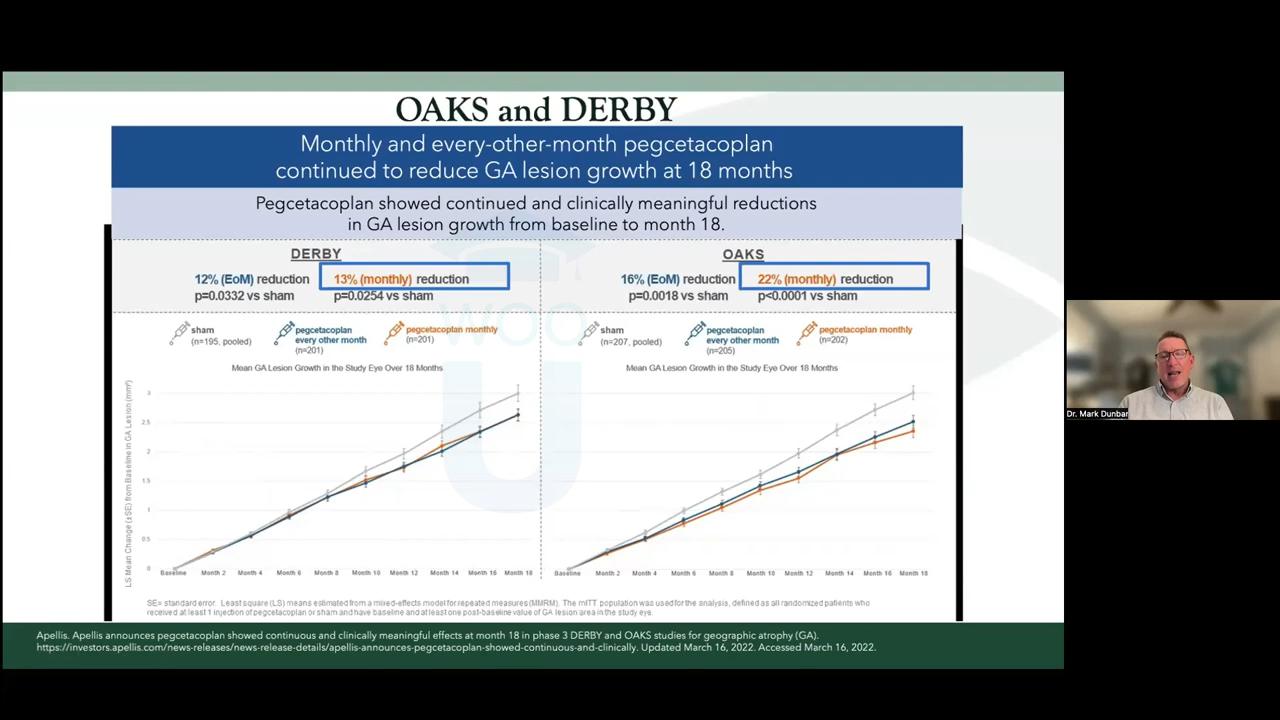 OAKS and DERBY
Monthly and every-other-month pegcetacoplan
continued to reduce GA lesion growth at 18 months
Pegcetacoplan showed continued and clinically meaningful reductions
in GA lesion growth from baseline to month 18.
DERBY
12% (EoM) reduction
p=0.0332 vs sham
13% (monthly) reduction
p=0.0254 vs sham
sham
(n=195, pooled)
pegcetacoplan
every other month
(n=201)
pegcetacoplan monthly
(n=201)
Mean GA Lesion Growth in the Study Eye Over 18 Months
LS Mean Change (±SE) from Baseline in GA Lesion (mm²)
3
2.5
2
1.5
1
0.5
0
Baseline Month 2 Month 4 Month 6 Month 8 Month 10 Month 12 Month 14 Month 16 Month 18
OAKS
16% (EoM) reduction
p=0.0018 vs sham
22% (monthly) reduction
p<0.0001 vs sham
sham
(n=207, pooled)
pegcetacoplan
every other month
(n=205)
pegcetacoplan monthly
(n=202)
Mean GA Lesion Growth in the Study Eye Over 18 Months
Baseline Month 2 Month 4 Month 6 Month 8 Month 10 Month 12 Month 14 Month 16 Month 18
WOO
U
SE= standard error. Least square (LS) means estimated from a mixed-effects model for repeated measures (MMRM). The mITT population was used for the analysis, defined as all randomized patients who
received at least 1 injection of pegcetacoplan or sham and have baseline and at least one post-baseline value of GA lesion area in the study eye.
Apellis. Apellis announces pegcetacoplan showed continuous and clinically meaningful effects at month 18 in phase 3 DERBY and OAKS studies for geographic atrophy (GA).
https://investors.apellis.com/news-releases/news-release-details/apellis-announces-pegcetacoplan-showed-continuous-and-clinically. Updated March 16, 2022. Accessed March 16, 2022.
Dr. Mark Dunbar